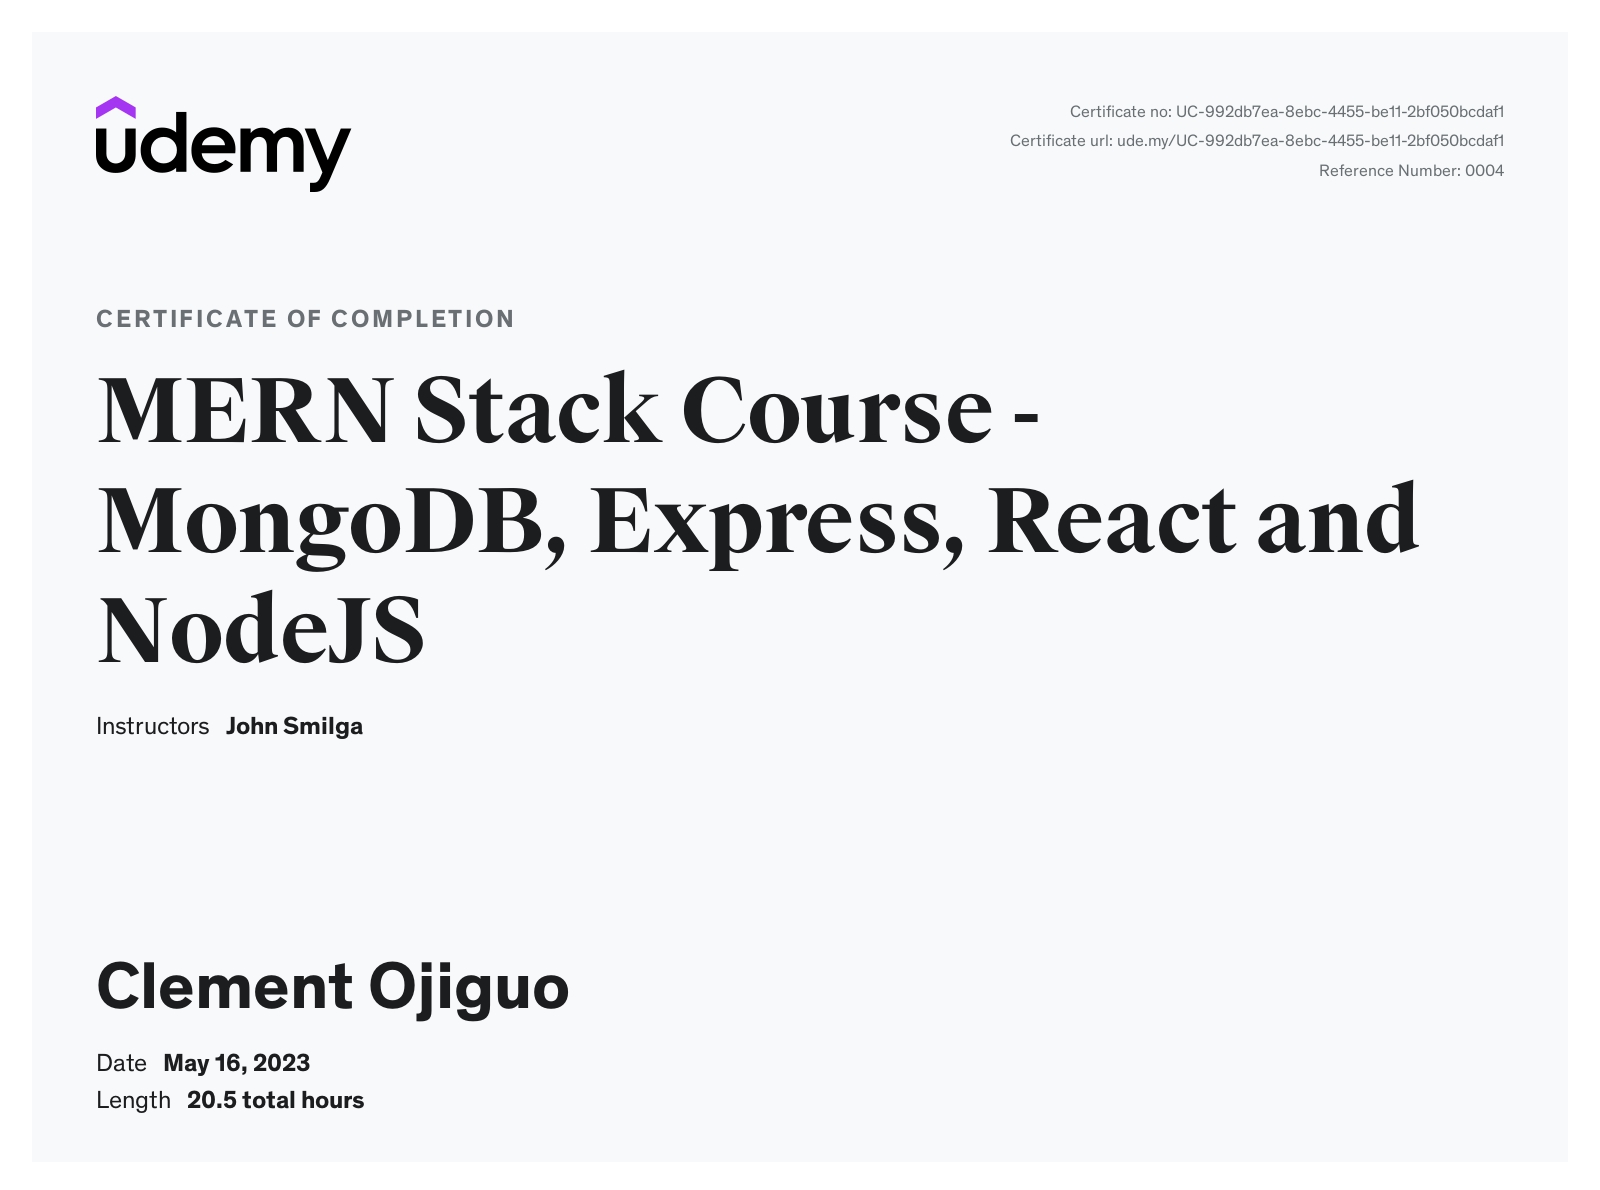 udemy
Certificate no: UC-992db7ea-8ebc-4455-be11-2bf050bcdaf1
Certificate url: ude.my/UC-992db7ea-8ebc-4455-be11-2bf050bcdaf1
Reference Number: 0004
CERTIFICATE OF COMPLETION
MERN Stack Course -
MongoDB, Express, React and
NodeJS
Instructors John Smilga
Clement Ojiguo
Date May 16, 2023
Length 20.5 total hours